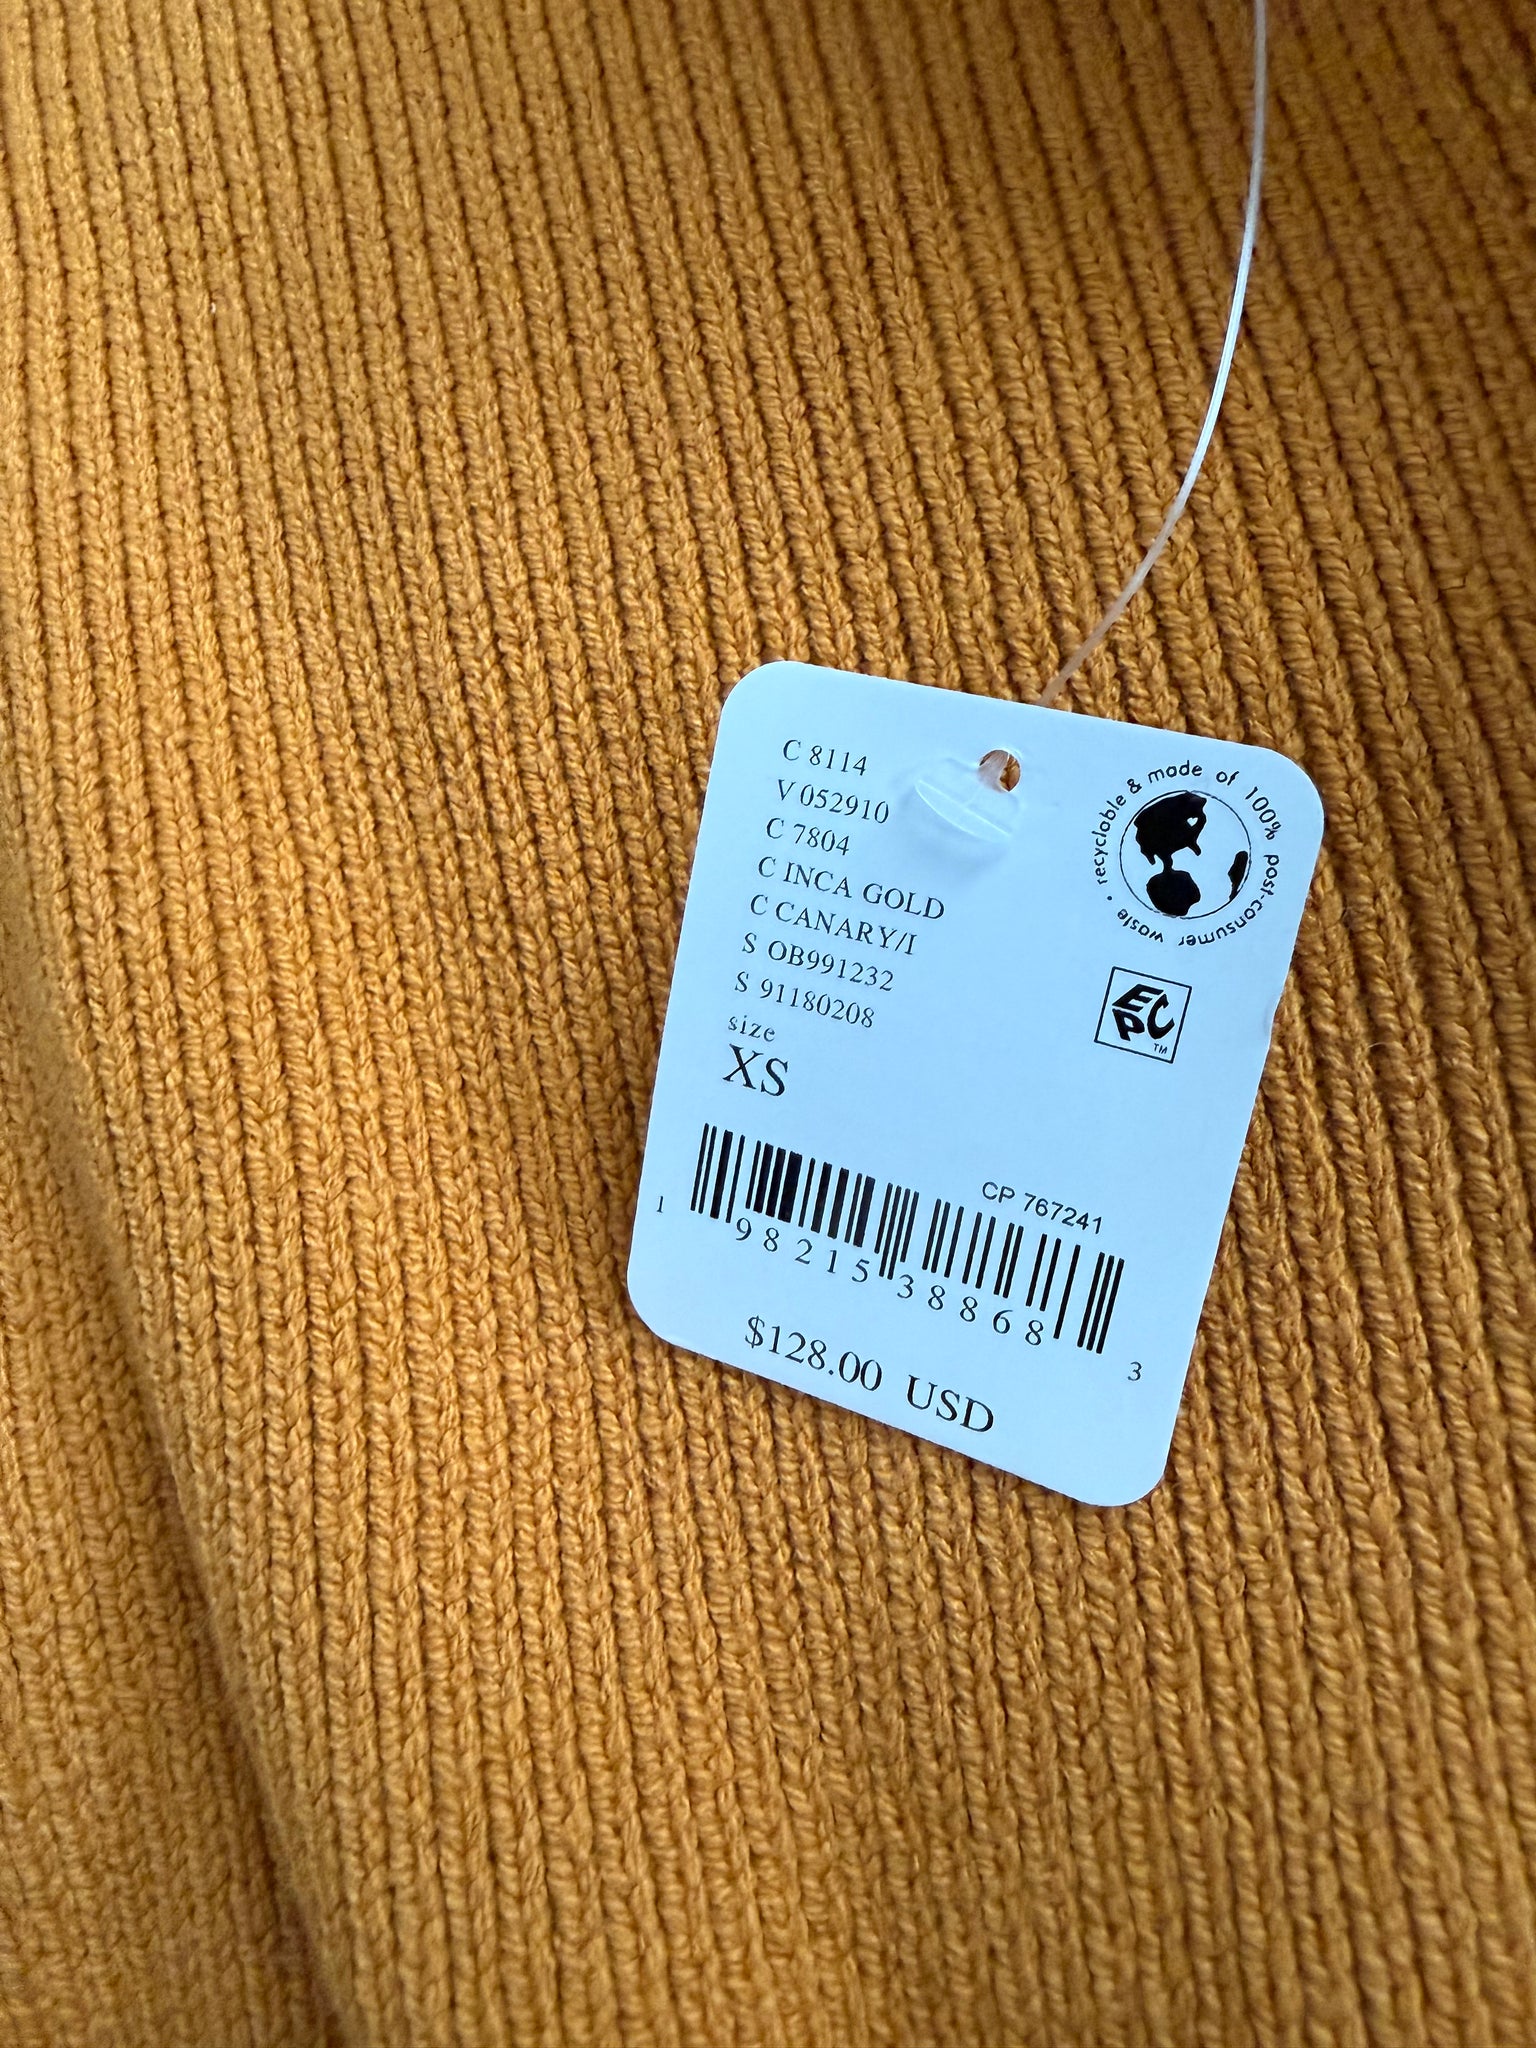 C 8114
V 052910
C 7804
C INCA GOLD
C CANARY/I
S OB991232
S 91180208
size
XS
recyclable & made of 100% post-consumer waste •
EPC
TM
CP 767241
1 98215 38868 3
$128.00 USD